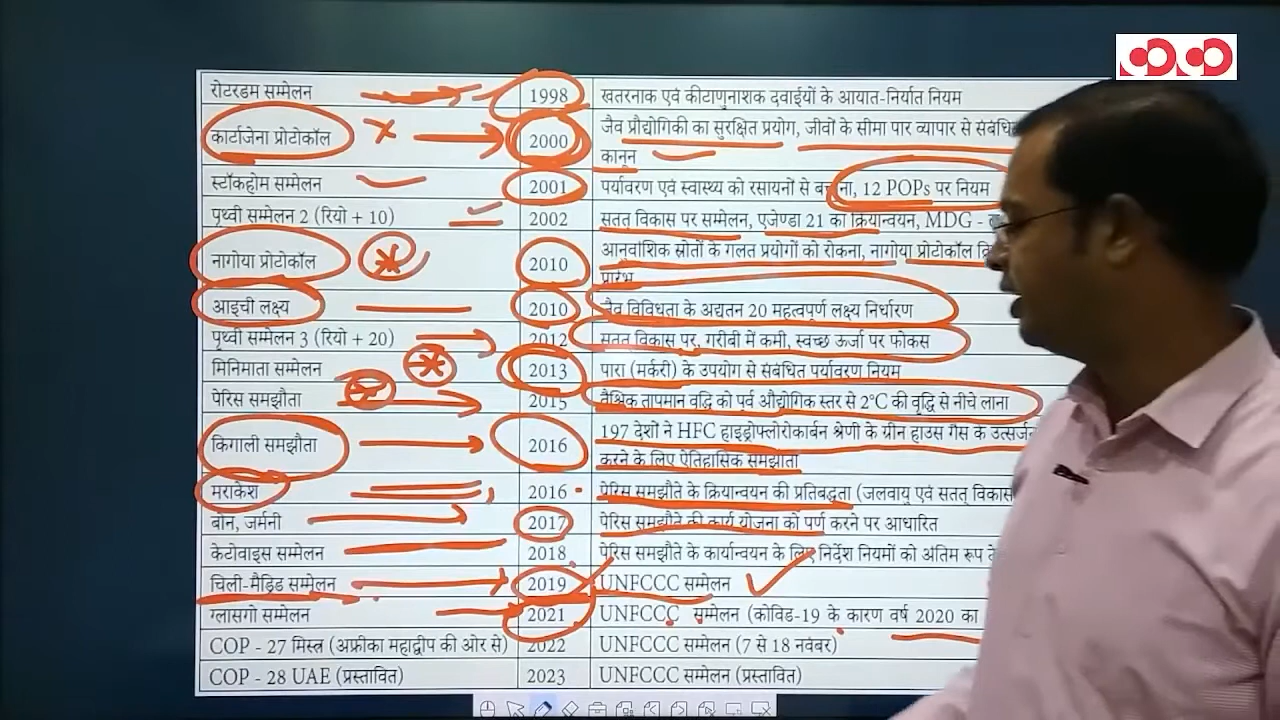 रोटरडम सम्मेलन 1998 खतरनाक एवं कीटाणुनाशक दवाईयों के आयात-निर्यात नियम
कार्टाजेना प्रोटोकॉल 2000 जैव प्रौद्योगिकी का सुरक्षित प्रयोग, जीवों के सीमा पार व्यापार से संबंधि
कानून
स्टॉकहोम सम्मेलन 2001 पर्यावरण एवं स्वास्थ्य को रसायनों से बचाना, 12 POPs पर नियम
पृथ्वी सम्मेलन 2 (रियो + 10) 2002 सतत विकास पर सम्मेलन, एजेण्डा 21 का क्रियान्वयन, MDG -
नागोया प्रोटोकॉल 2010 आनुवांशिक स्रोतों के गलत प्रयोगों को रोकना, नागोया प्रोटोकॉल
प्रारंभ
आइची लक्ष्य 2010 जैव विविधता के अद्यतन 20 महत्वपूर्ण लक्ष्य निर्धारण
पृथ्वी सम्मेलन 3 (रियो + 20) 2012 सतत विकास पर, गरीबी में कमी, स्वच्छ ऊर्जा पर फोकस
मिनिमाता सम्मेलन 2013 पारा (मर्करी) के उपयोग से संबंधित पर्यावरण नियम
पेरिस समझौता 2015 वैश्विक तापमान वृद्धि को पूर्व औद्योगिक स्तर से 2°C की वृद्धि से नीचे लाना
किगाली समझौता 2016 197 देशों ने HFC हाइड्रोफ्लोरोकार्बन श्रेणी के ग्रीन हाउस गैस के उत्सर्जन
करने के लिए ऐतिहासिक समझौता
मराकेश 2016 पेरिस समझौते के क्रियान्वयन की प्रतिबद्धता (जलवायु एवं सतत् विकास
बॉन, जर्मनी 2017 पेरिस समझौते की कार्य योजना को पूर्ण करने पर आधारित
केटोवाइस सम्मेलन 2018 पेरिस समझौते के कार्यान्वयन के लिए निर्देश नियमों को अंतिम रूप दे
चिली-मैड्रिड सम्मेलन 2019 UNFCCC सम्मेलन
ग्लासगो सम्मेलन 2021 UNFCCC सम्मेलन (कोविड-19 के कारण वर्ष 2020 का
COP - 27 मिस्त्र (अफ्रीका महाद्वीप की ओर से) 2022 UNFCCC सम्मेलन (7 से 18 नवंबर)
COP - 28 UAE (प्रस्तावित) 2023 UNFCCC सम्मेलन (प्रस्तावित)